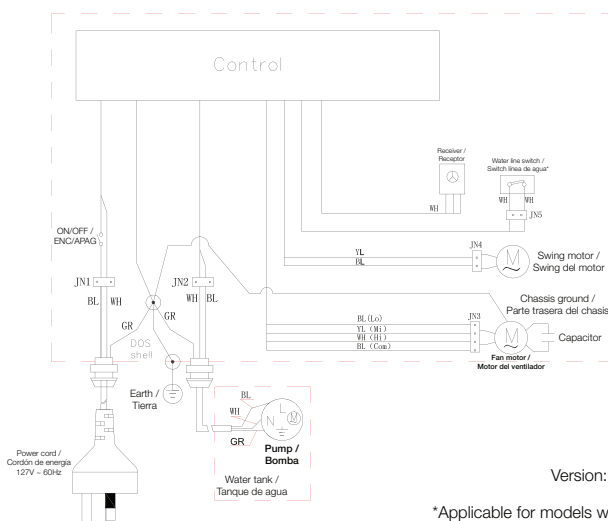 Control
Receiver /
Receptor
Water line switch /
Switch línea de agua*
WH WH
WH
JN5
ON/OFF /
ENC/APAG
YL
BL
JN4
M
Swing motor /
Swing del motor
JN1
JN2
BL WH
WH BL
GR
GR
DOS
shell
Chassis ground /
Parte trasera del chasis
BL(Lo)
YL (Mi)
WH (Hi)
BL (Com)
JN3
M
Capacitor
Fan motor /
Motor del ventilador
Earth /
Tierra
BL
WH
GR
L
N
M
Pump /
Bomba
Water tank /
Tanque de agua
Power cord /
Cordón de energía
127V ~ 60Hz
Version:
*Applicable for models w